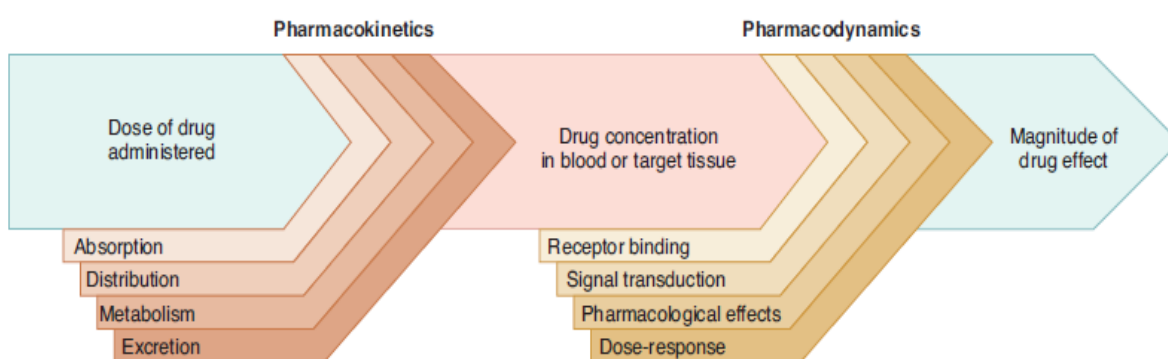 Pharmacokinetics
Pharmacodynamics
Dose of drug
administered
Drug concentration
in blood or target tissue
Magnitude of
drug effect
Absorption
Distribution
Metabolism
Excretion
Receptor binding
Signal transduction
Pharmacological effects
Dose-response